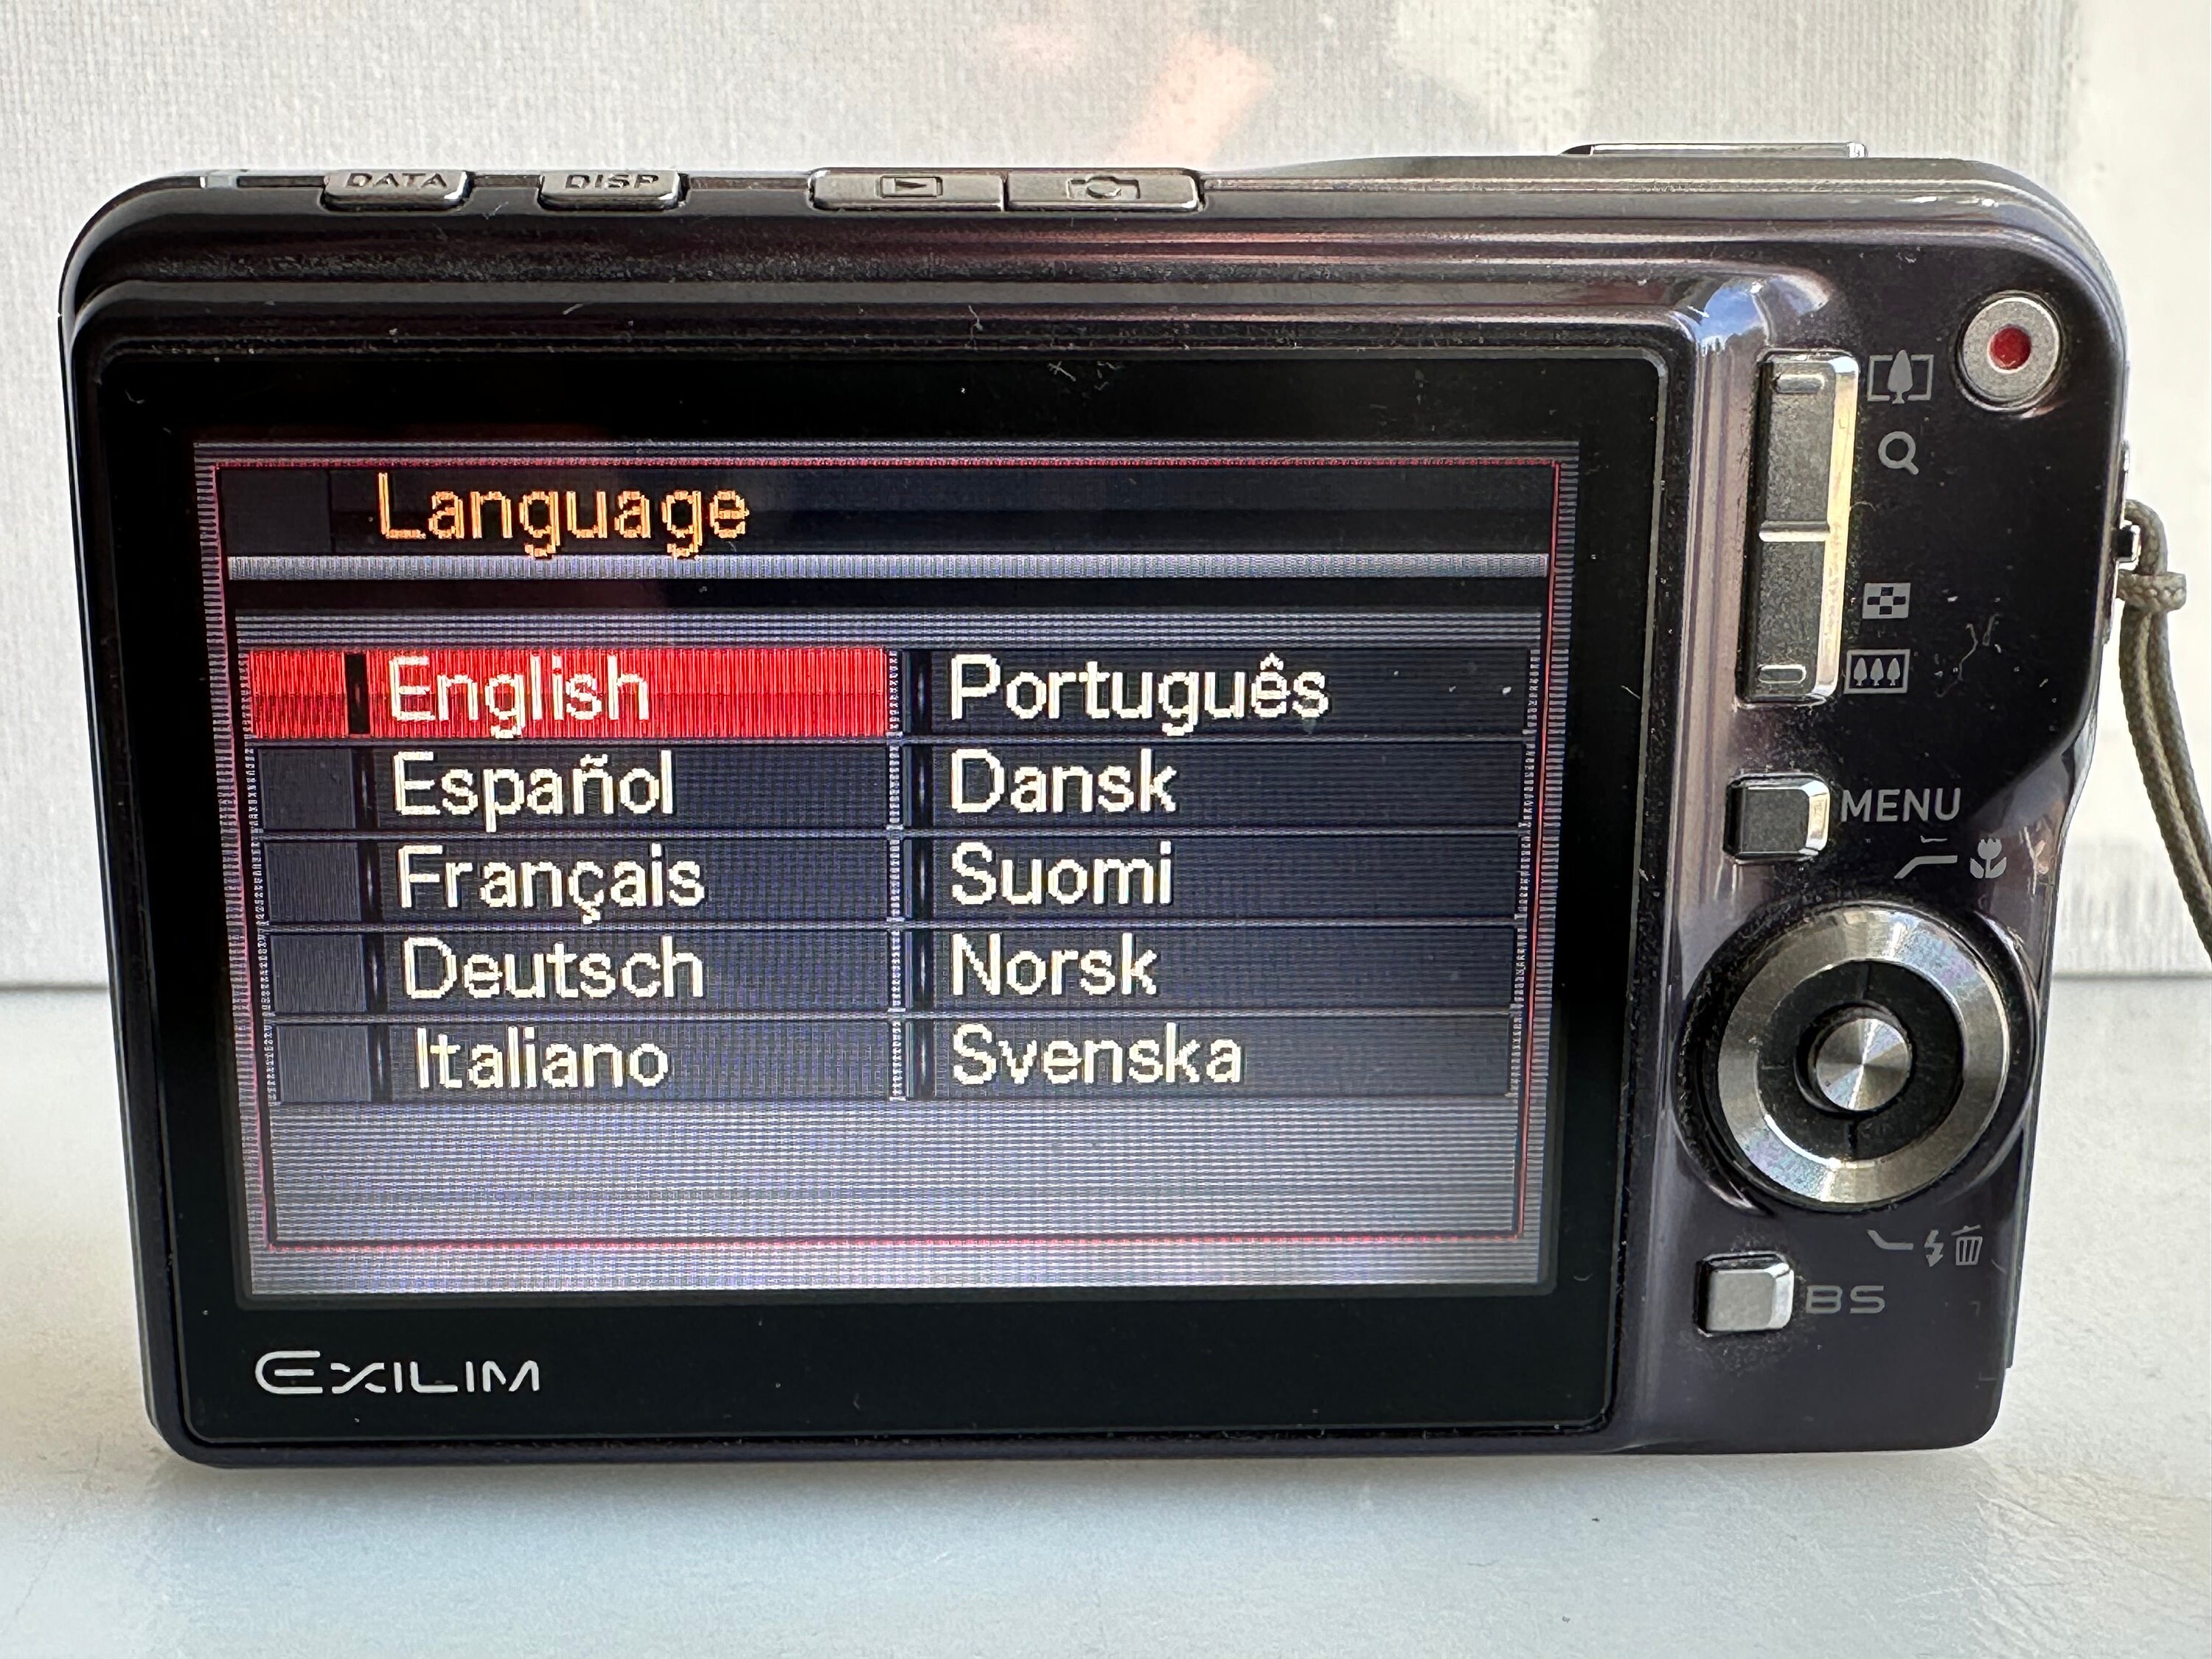 DATA
DISP
Language
English
Español
Français
Deutsch
Italiano
Português
Dansk
Suomi
Norsk
Svenska
MENU
BS
EXILIM